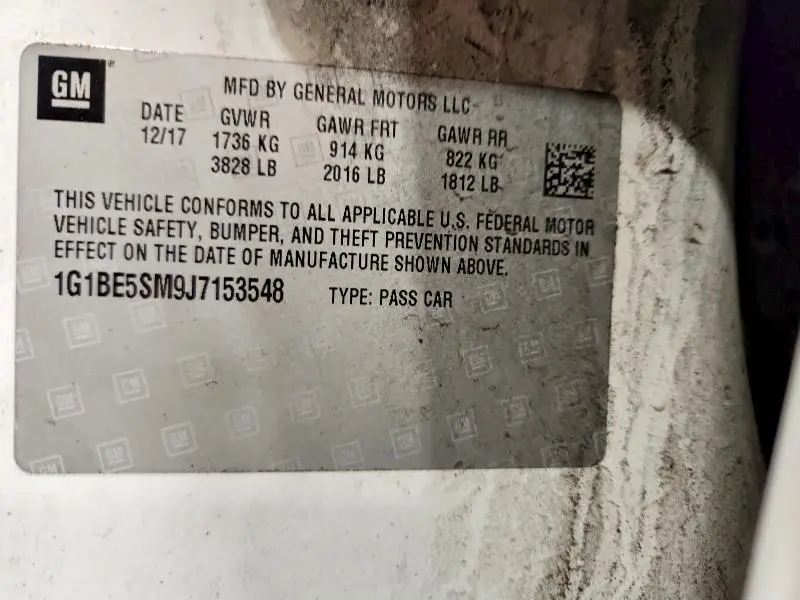 GM
MFD BY GENERAL MOTORS LLC
DATE GVWR GAWR FRT GAWR RR
12/17 1736 KG 914 KG 822 KG
3828 LB 2016 LB 1812 LB
THIS VEHICLE CONFORMS TO ALL APPLICABLE U.S. FEDERAL MOTOR
VEHICLE SAFETY, BUMPER, AND THEFT PREVENTION STANDARDS IN
EFFECT ON THE DATE OF MANUFACTURE SHOWN ABOVE.
1G1BE5SM9J7153548 TYPE: PASS CAR